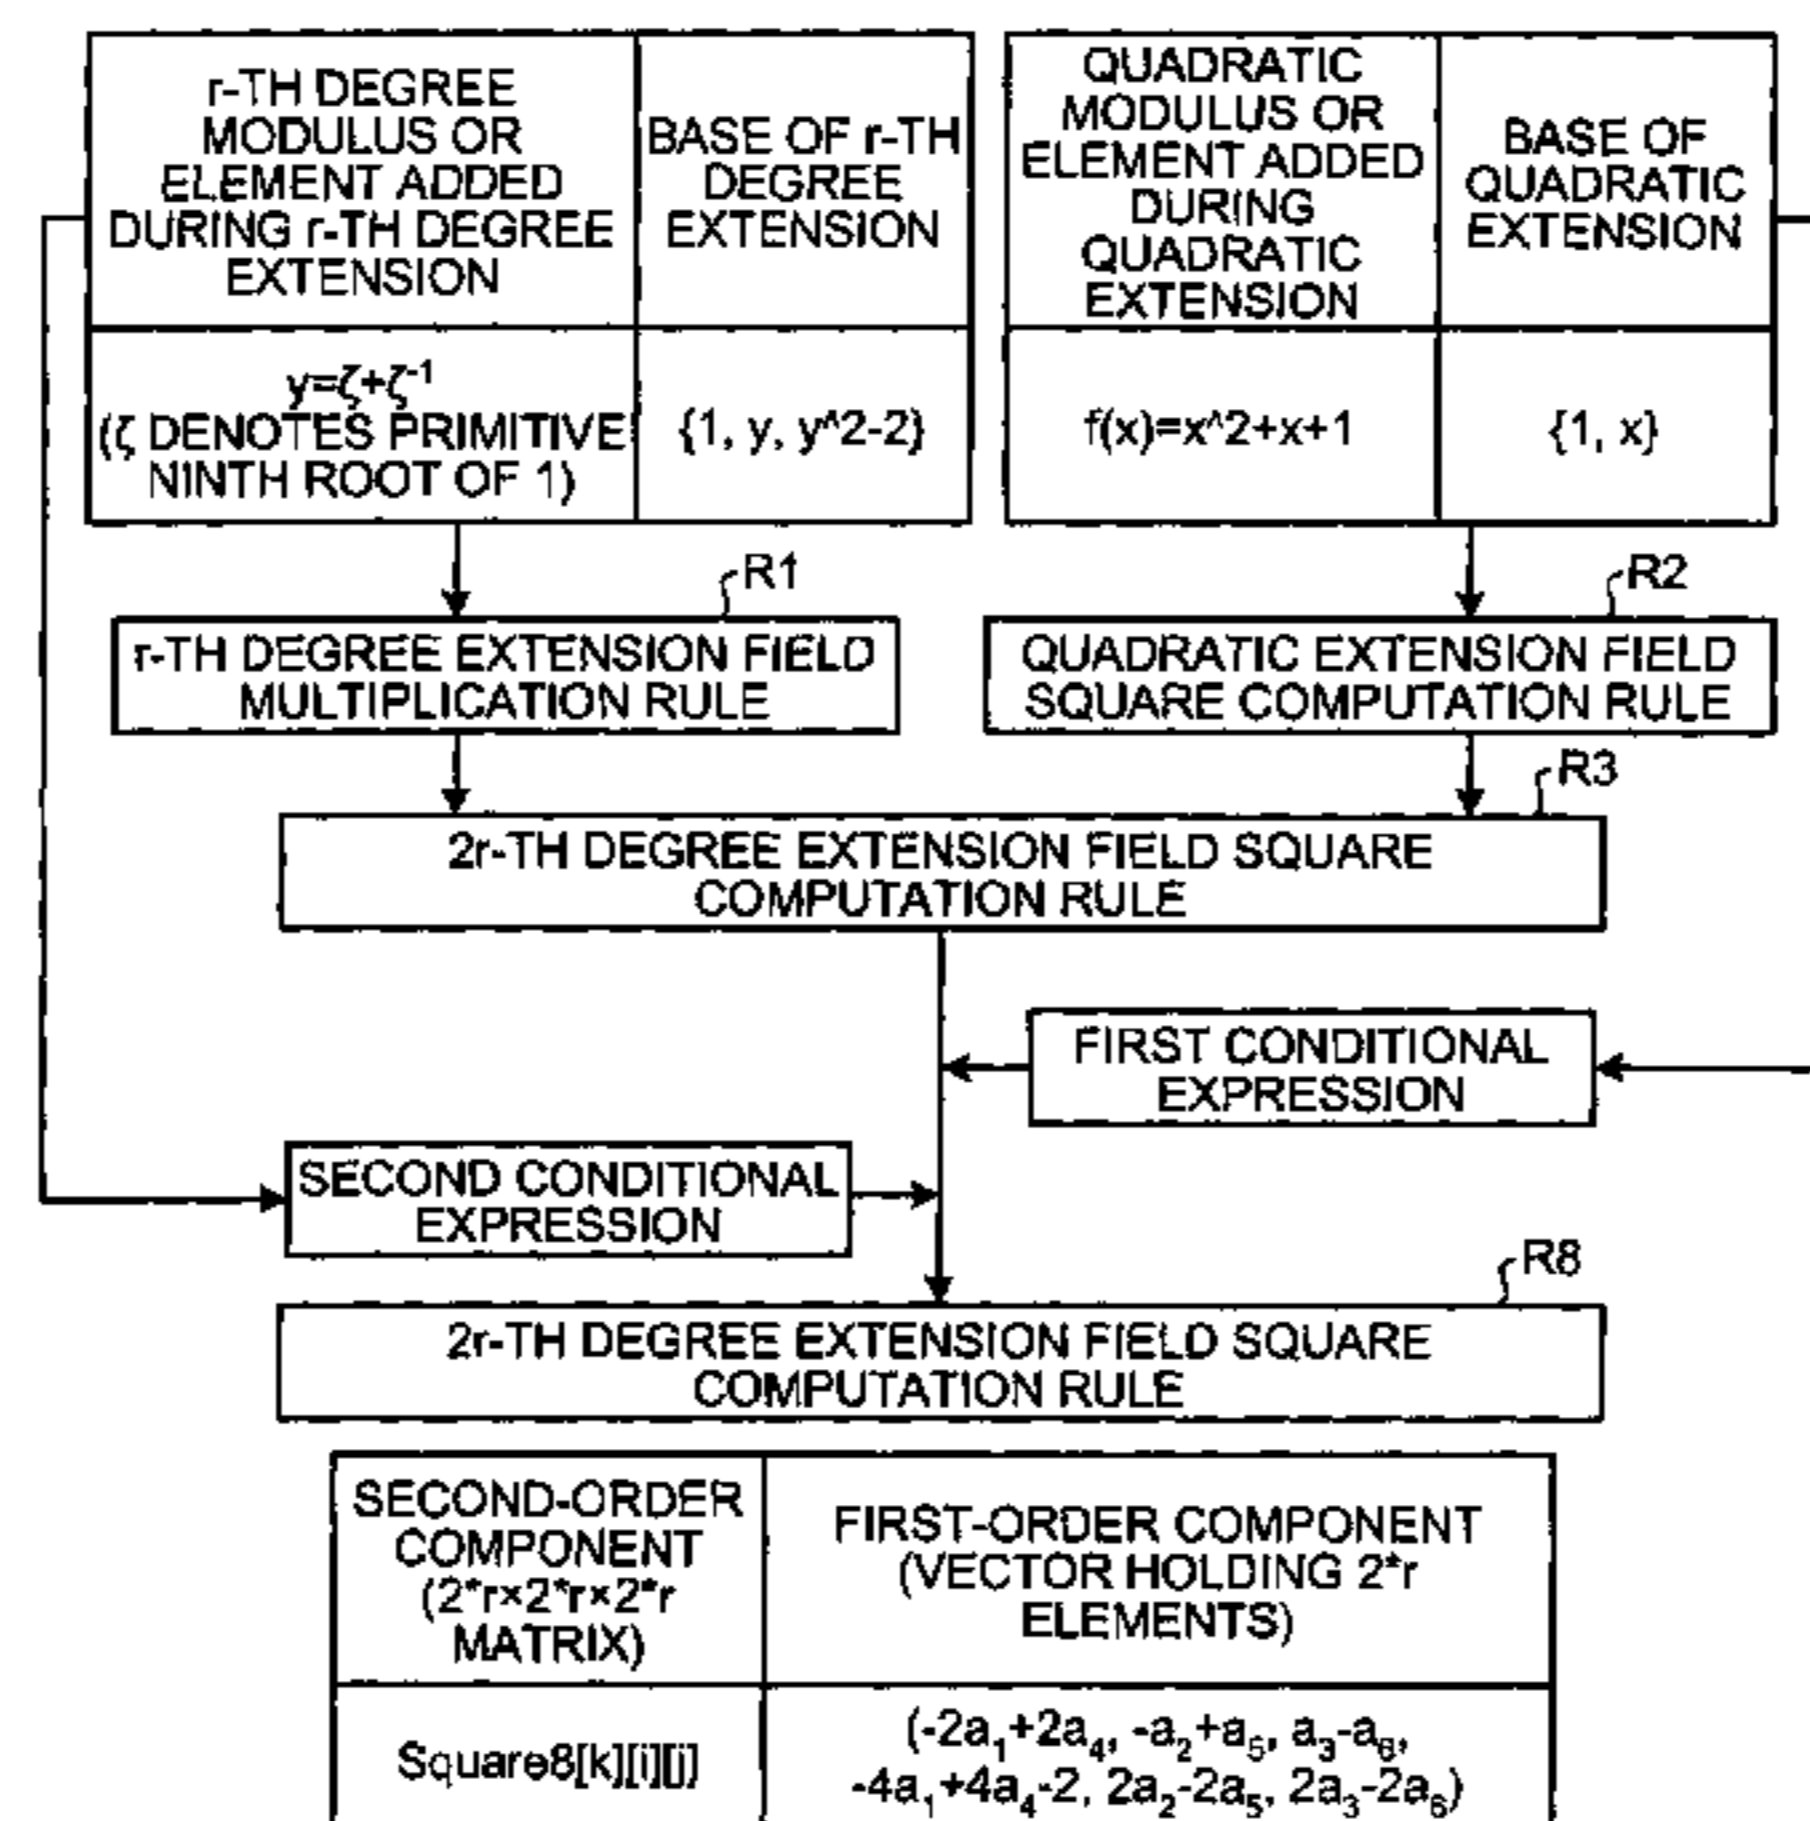 r-TH DEGREE
MODULUS OR
ELEMENT ADDED
DURING r-TH DEGREE
EXTENSION
BASE OF r-TH
DEGREE
EXTENSION
y=ζ+ζ⁻¹
(ζ DENOTES PRIMITIVE
NINTH ROOT OF 1)
{1, y, y^2-2}
QUADRATIC
MODULUS OR
ELEMENT ADDED
DURING
QUADRATIC
EXTENSION
BASE OF
QUADRATIC
EXTENSION
f(x)=x^2+x+1
{1, x}
R1
r-TH DEGREE EXTENSION FIELD
MULTIPLICATION RULE
R2
QUADRATIC EXTENSION FIELD
SQUARE COMPUTATION RULE
R3
2r-TH DEGREE EXTENSION FIELD SQUARE
COMPUTATION RULE
FIRST CONDITIONAL
EXPRESSION
SECOND CONDITIONAL
EXPRESSION
R8
2r-TH DEGREE EXTENSION FIELD SQUARE
COMPUTATION RULE
SECOND-ORDER
COMPONENT
(2*r×2*r×2*r
MATRIX)
FIRST-ORDER COMPONENT
(VECTOR HOLDING 2*r
ELEMENTS)
Square8[k][i][j]
(-2a₁+2a₄, -a₂+a₅, a₃-a₆,
-4a₁+4a₄-2, 2a₂-2a₅, 2a₃-2a₆)